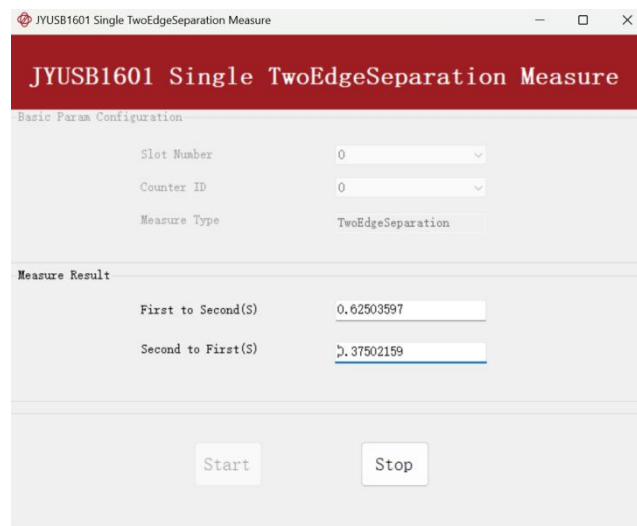 JYUSB1601 Single TwoEdgeSeparation Measure
JYUSB1601 Single TwoEdgeSeparation Measure
Basic Param Configuration
Slot Number 0
Counter ID 0
Measure Type TwoEdgeSeparation
Measure Result
First to Second(S) 0.62503597
Second to First(S) 0.37502159
Start Stop